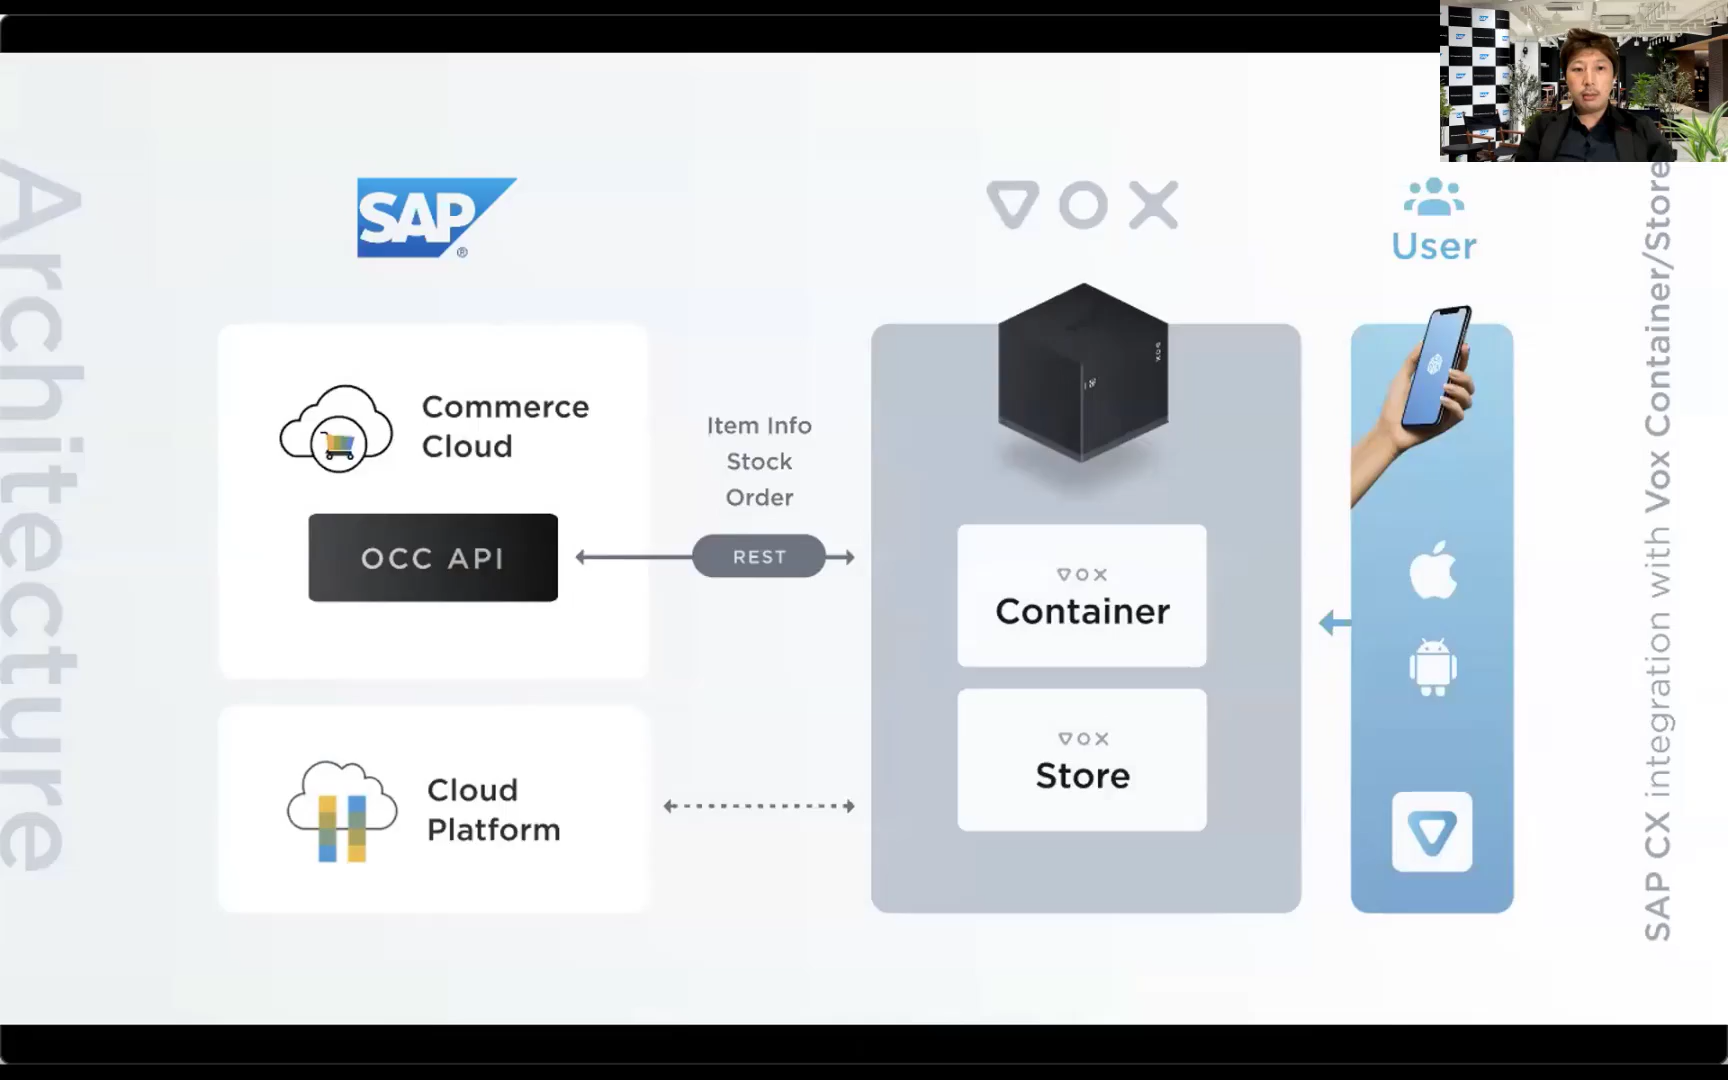 Architecture
SAP
®
Commerce
Cloud
OCC API
Cloud
Platform
Item Info
Stock
Order
REST
VOX
VOX
Container
VOX
Store
User
SAP CX integration with Vox Container/Store